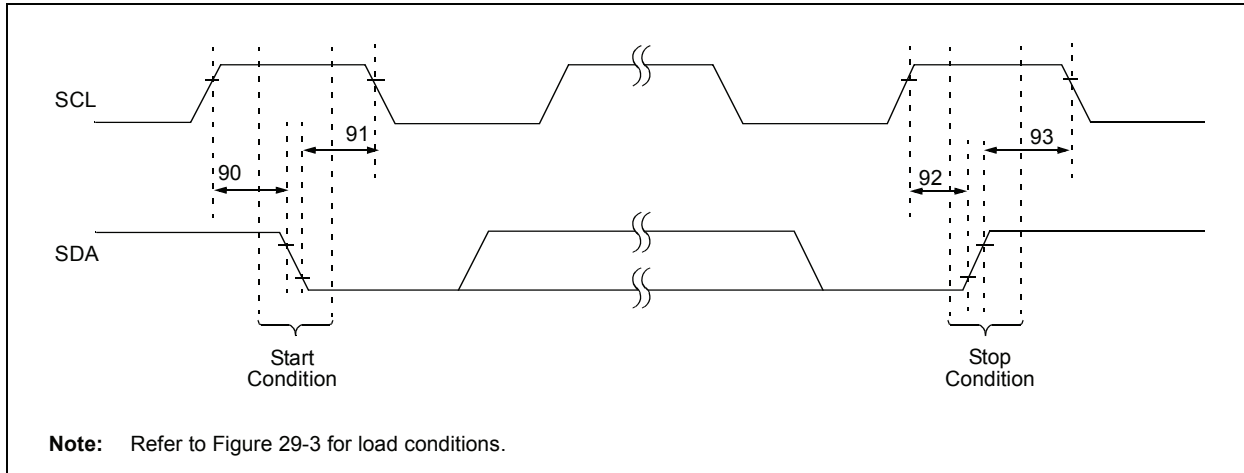 SCL
91
93
90
92
SDA
Start
Condition
Stop
Condition
Note: Refer to Figure 29-3 for load conditions.